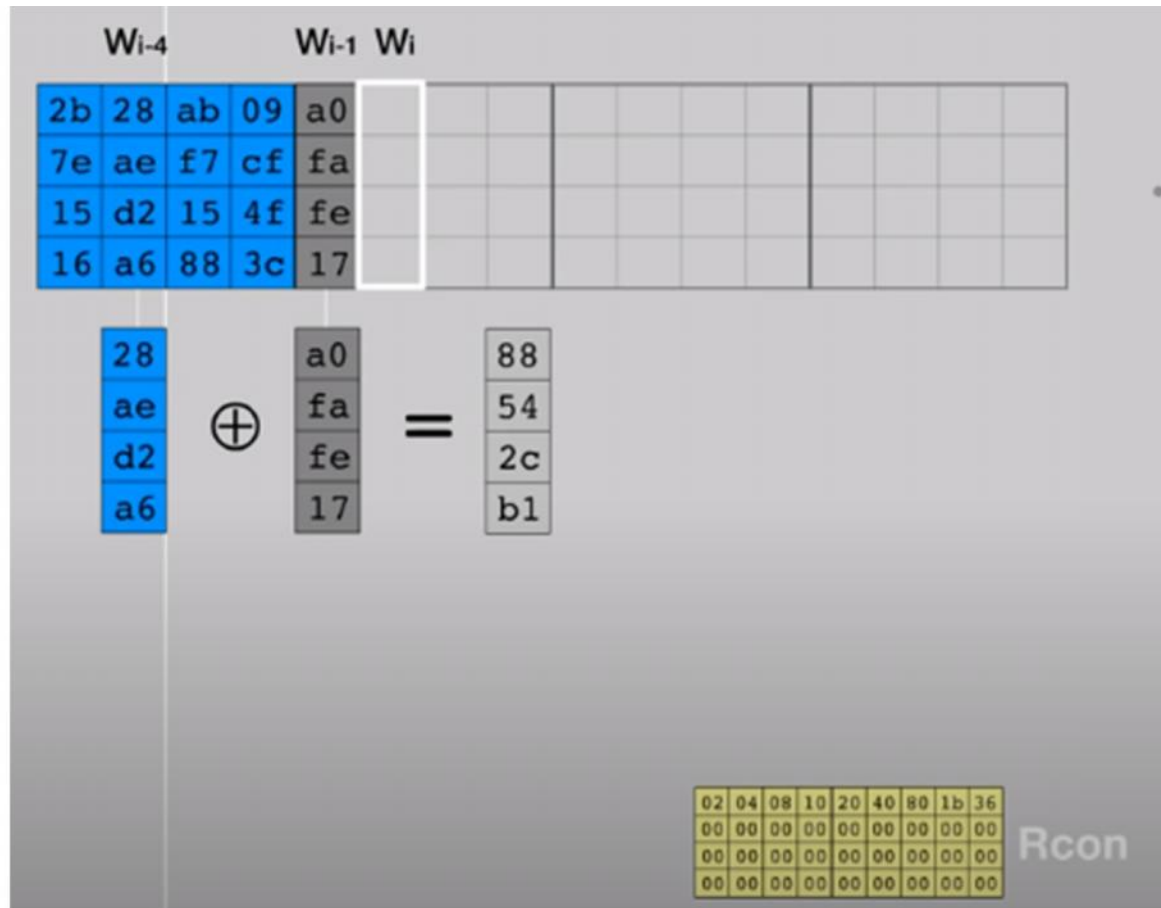 Wi-4 Wi-1 Wi
2b 28 ab 09 a0
7e ae f7 cf fa
15 d2 15 4f fe
16 a6 88 3c 17
28 a0 88
ae ⊕ fa = 54
d2 fe 2c
a6 17 b1
02 04 08 10 20 40 80 1b 36
00 00 00 00 00 00 00 00 00
00 00 00 00 00 00 00 00 00
00 00 00 00 00 00 00 00 00
Rcon